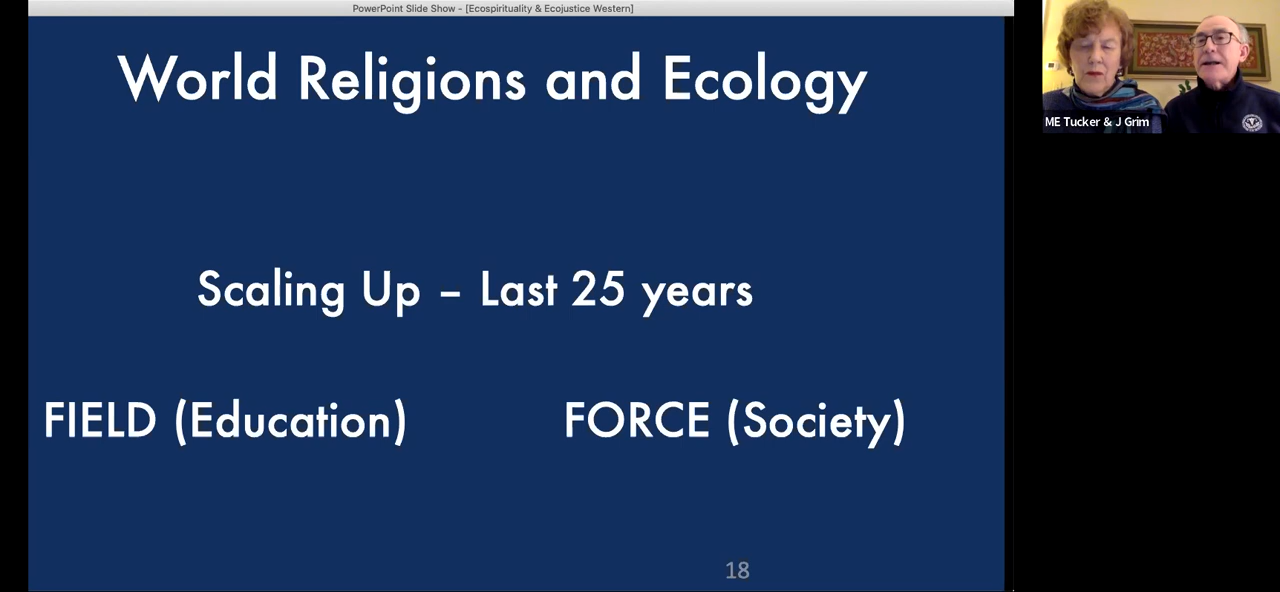 PowerPoint Slide Show - [Ecospirituality & Ecojustice Western]
World Religions and Ecology
Scaling Up – Last 25 years
FIELD (Education) FORCE (Society)
18
ME Tucker & J Grim